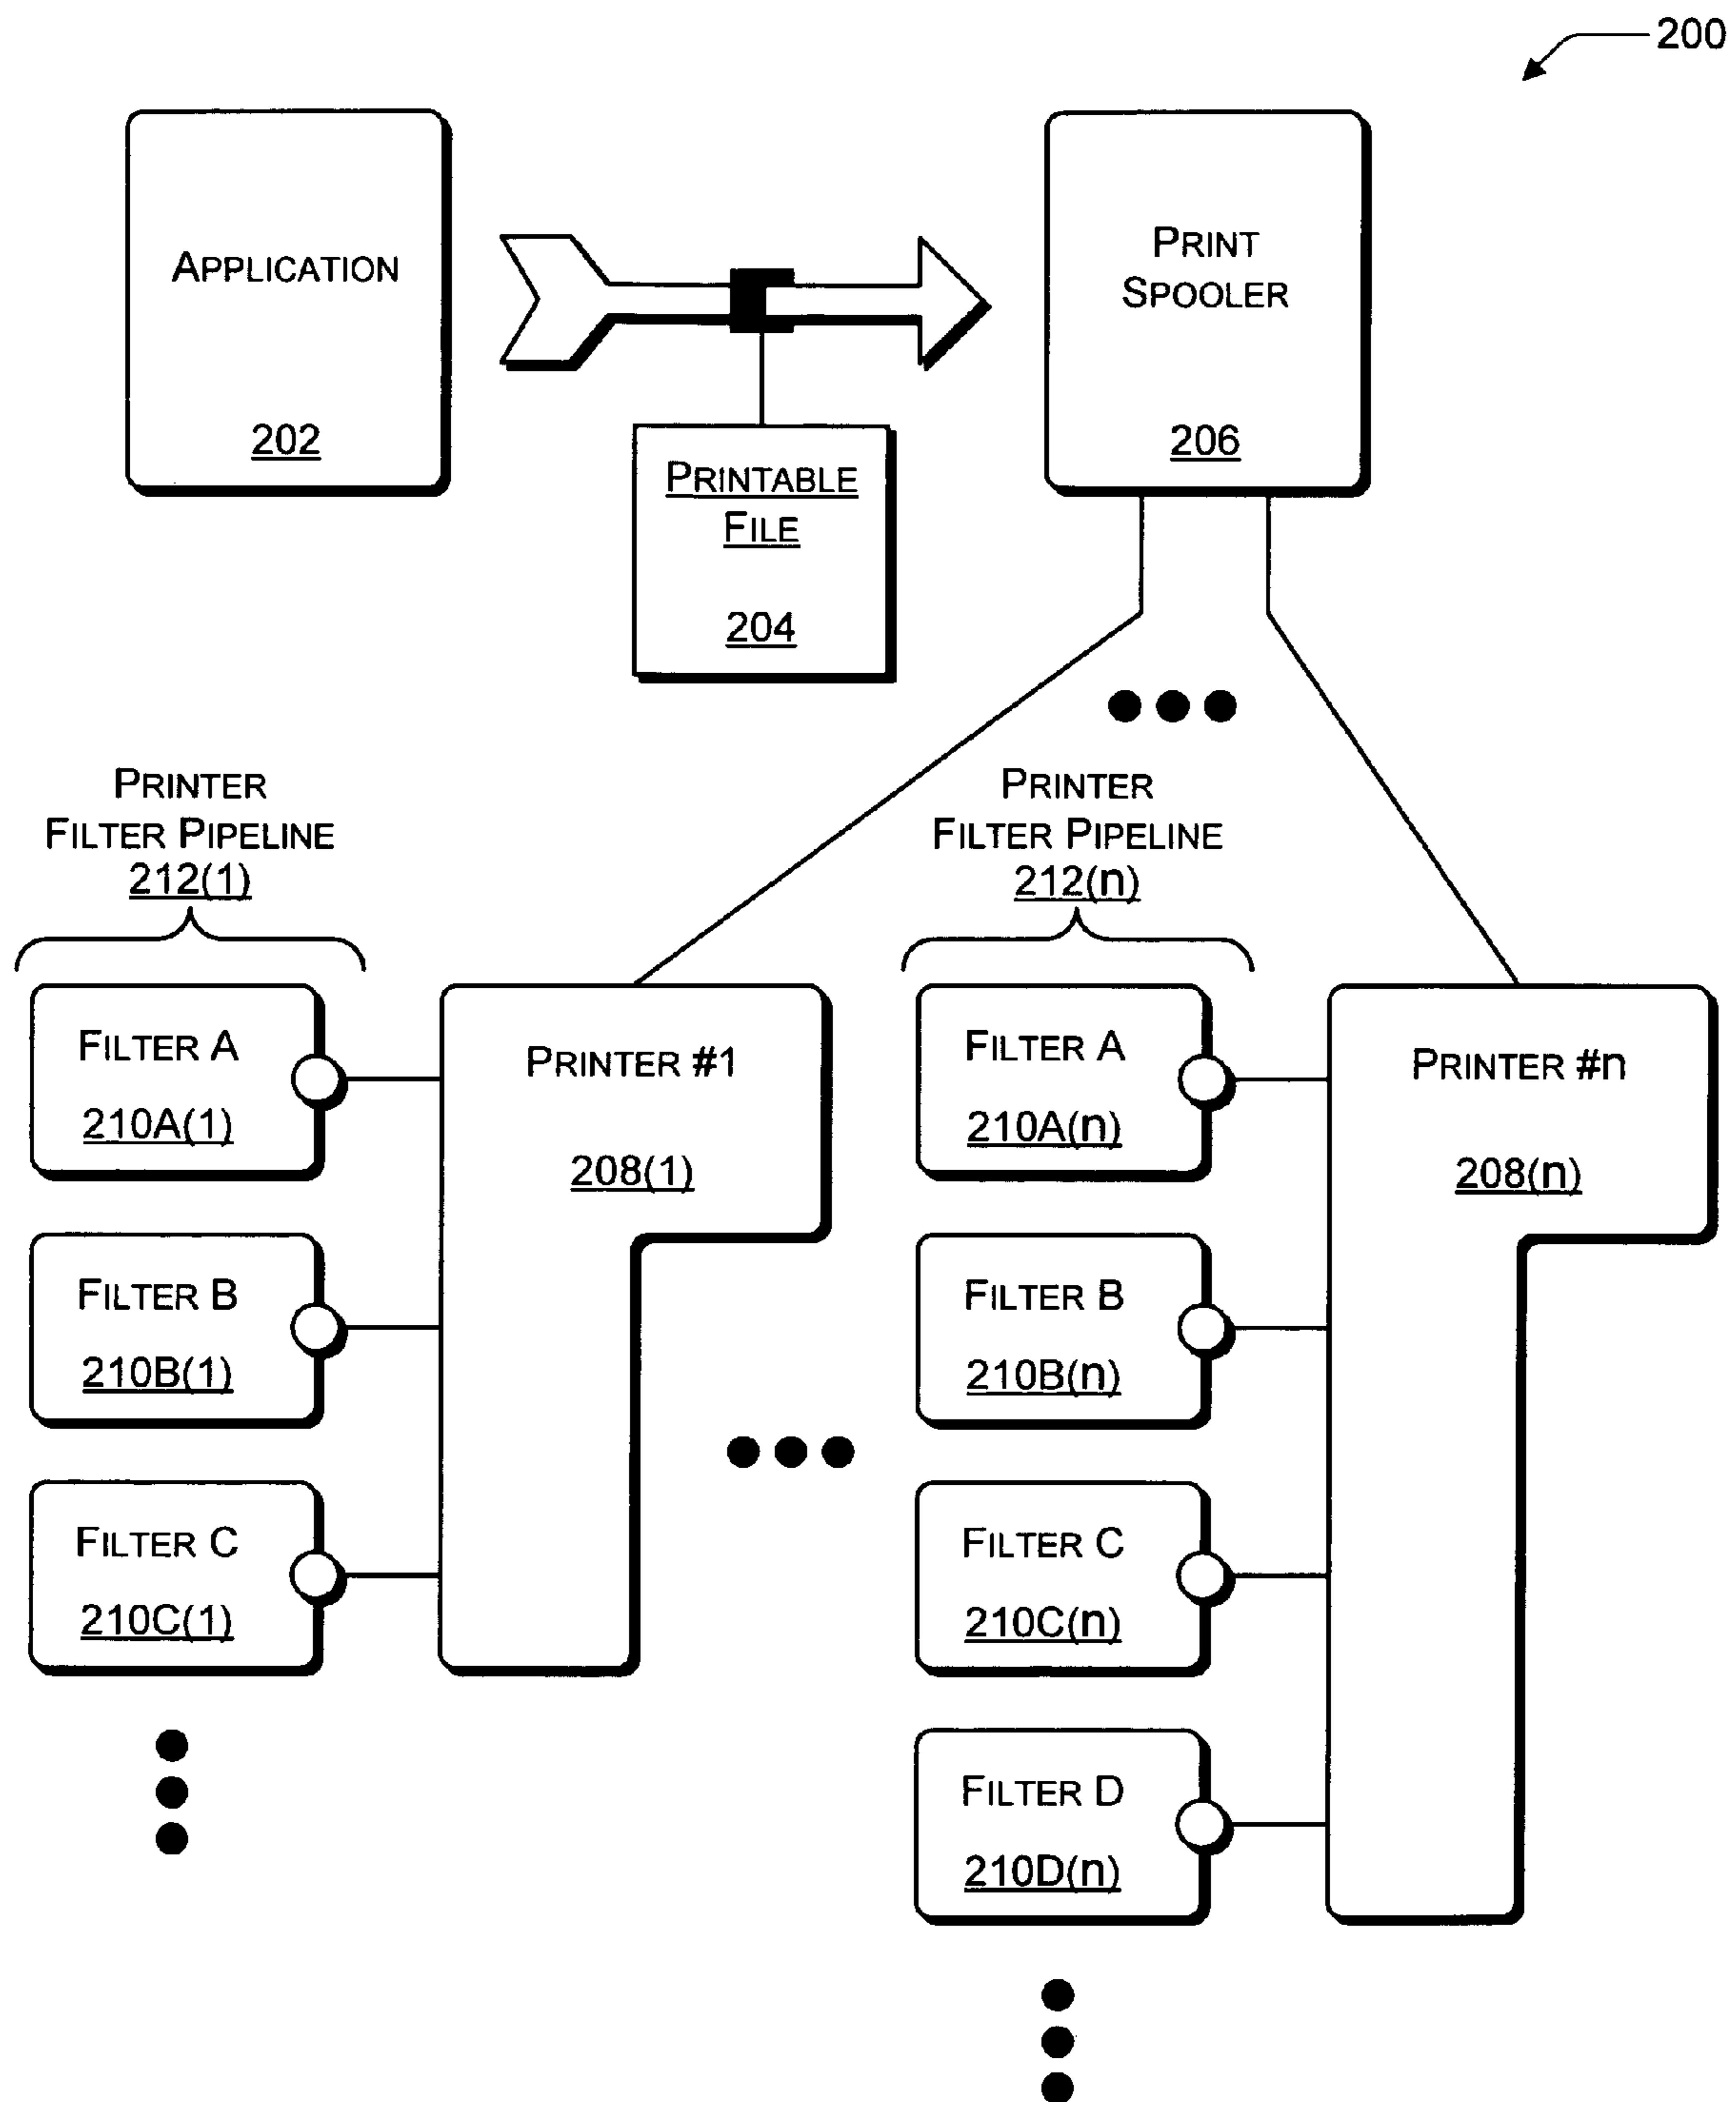 200
APPLICATION
202
PRINTABLE
FILE
204
PRINT
SPOOLER
206
PRINTER
FILTER PIPELINE
212(1)
FILTER A
210A(1)
FILTER B
210B(1)
FILTER C
210C(1)
PRINTER #1
208(1)
PRINTER
FILTER PIPELINE
212(n)
FILTER A
210A(n)
FILTER B
210B(n)
FILTER C
210C(n)
FILTER D
210D(n)
PRINTER #n
208(n)